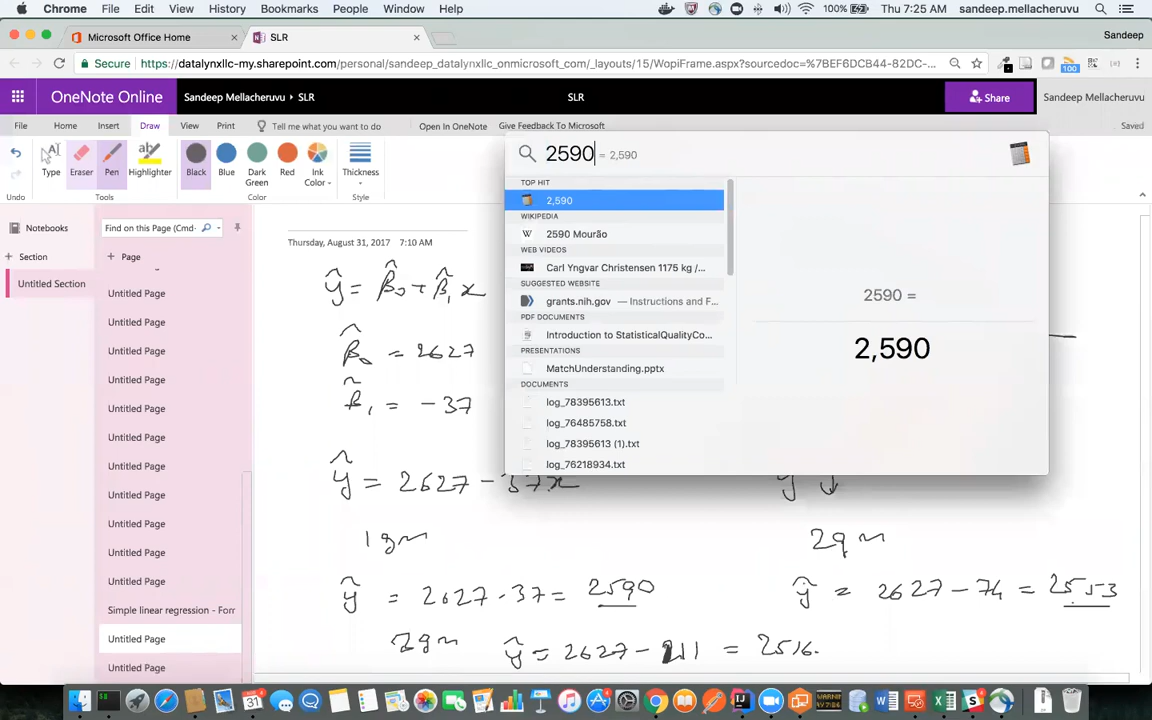 Chrome File Edit View History Bookmarks People Window Help 100% Thu 7:25 AM sandeep.mellacheruvu
Microsoft Office Home SLR Sandeep
Secure https://datalynxllc-my.sharepoint.com/personal/sandeep_datalynxllc_onmicrosoft_com/_layouts/15/WopiFrame.aspx?sourcedoc=%7BEF6DCB44-82DC-... 100
OneNote Online Sandeep Mellacheruvu SLR SLR Share Sandeep Mellacheruvu
File Home Insert Draw View Print Tell me what you want to do Open In OneNote Give Feedback To Microsoft Saved
Undo
Type Eraser Pen Highlighter
Tools
Black Blue Dark Green Red Ink Color
Color
Thickness
Style
2590 = 2,590
TOP HIT
2,590
WIKIPEDIA
2590 Mourão
WEB VIDEOS
Carl Yngvar Christensen 1175 kg /...
SUGGESTED WEBSITE
grants.nih.gov — Instructions and F...
PDF DOCUMENTS
Introduction to StatisticalQualityCo...
PRESENTATIONS
MatchUnderstanding.pptx
DOCUMENTS
log_78395613.txt
log_76485758.txt
log_78395613 (1).txt
log_76218934.txt
2590 =
2,590
Notebooks
Section
Untitled Section
Find on this Page (Cmd-
Page
Untitled Page
Untitled Page
Untitled Page
Untitled Page
Untitled Page
Untitled Page
Untitled Page
Untitled Page
Untitled Page
Untitled Page
Untitled Page
Simple linear regression - Forr
Untitled Page
Untitled Page
Thursday, August 31, 2017 7:10 AM
ŷ = β̂₀ + β̂₁ x
β̂₀ = 2627
β̂₁ = -37
ŷ = 2627 - 37x
ŷ ↓
1gm
2gm
ŷ = 2627 - 37 = 2590
ŷ = 2627 - 74 = 2553
3gm ŷ = 2627 - 111 = 2516.